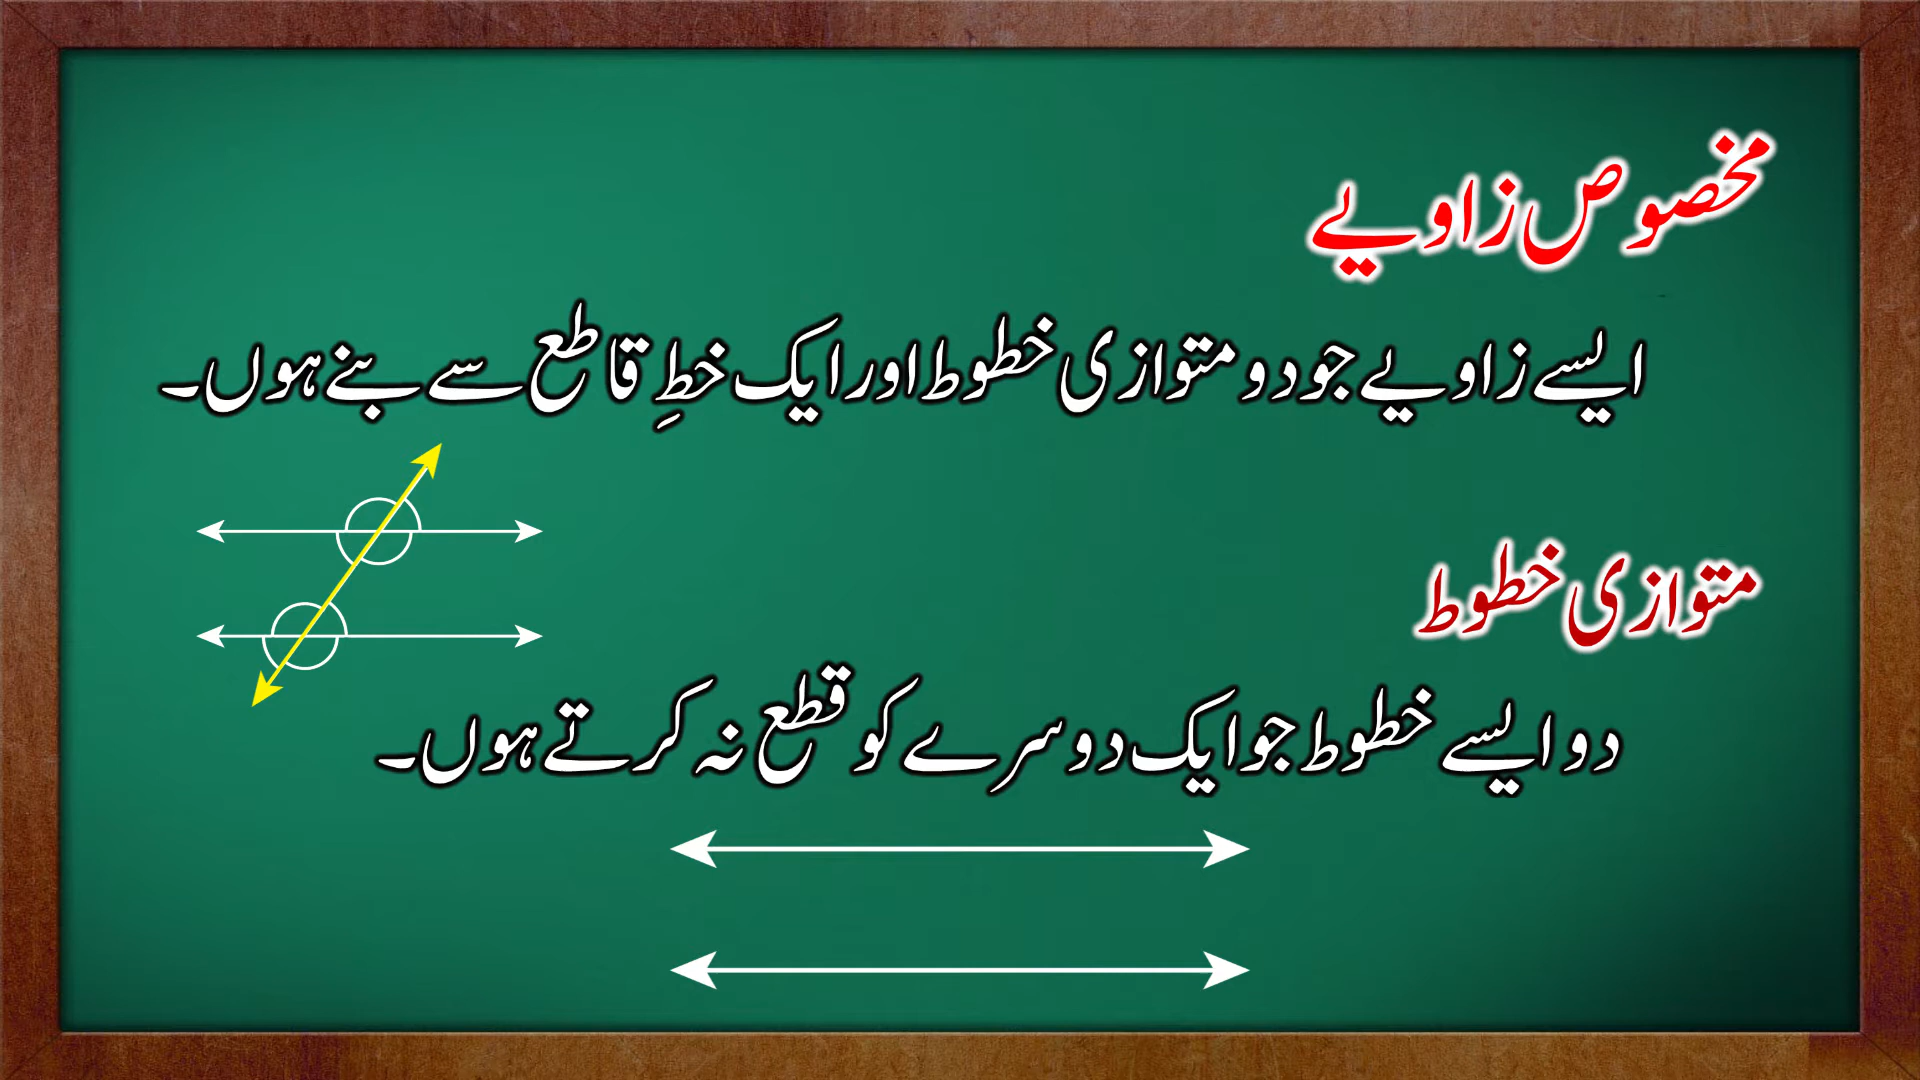 مخصوص زاویے
ایسے زاویے جو دو متوازی خطوط اور ایک خطِ قاطع سے بنے ہوں۔
متوازی خطوط
دو ایسے خطوط جو ایک دوسرے کو قطع نہ کرتے ہوں۔